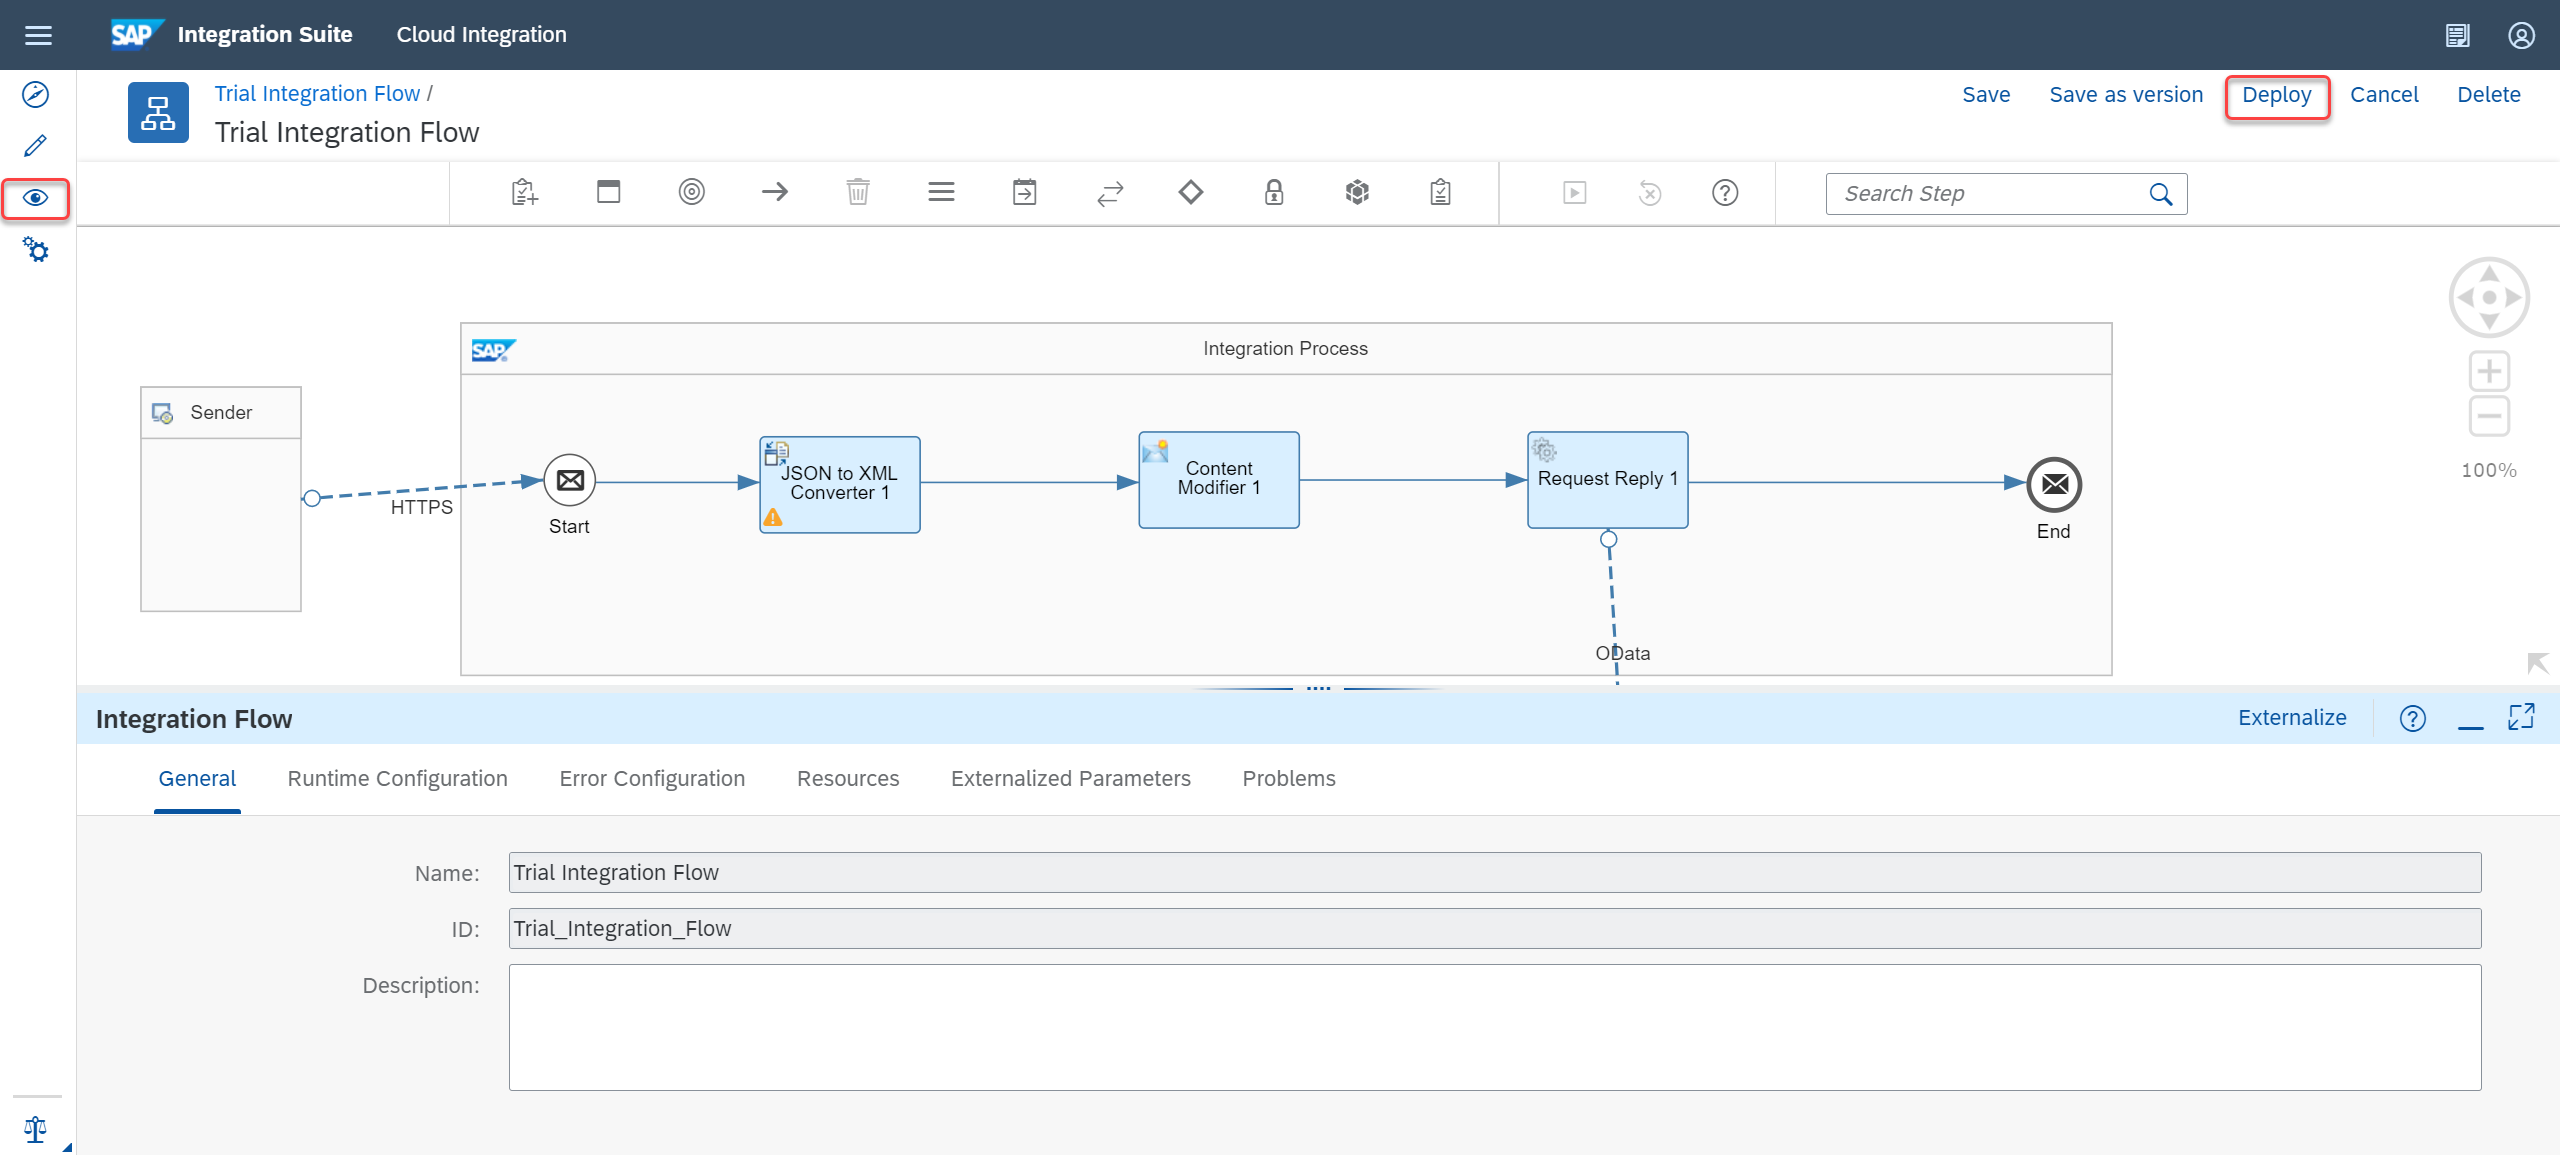 SAP Integration Suite Cloud Integration
Trial Integration Flow /
Trial Integration Flow
Save Save as version Deploy Cancel Delete
Search Step
SAP Integration Process
Sender
HTTPS
Start
JSON to XML
Converter 1
Content
Modifier 1
Request Reply 1
End
OData
100%
Integration Flow
Externalize
General Runtime Configuration Error Configuration Resources Externalized Parameters Problems
Name: Trial Integration Flow
ID: Trial_Integration_Flow
Description: